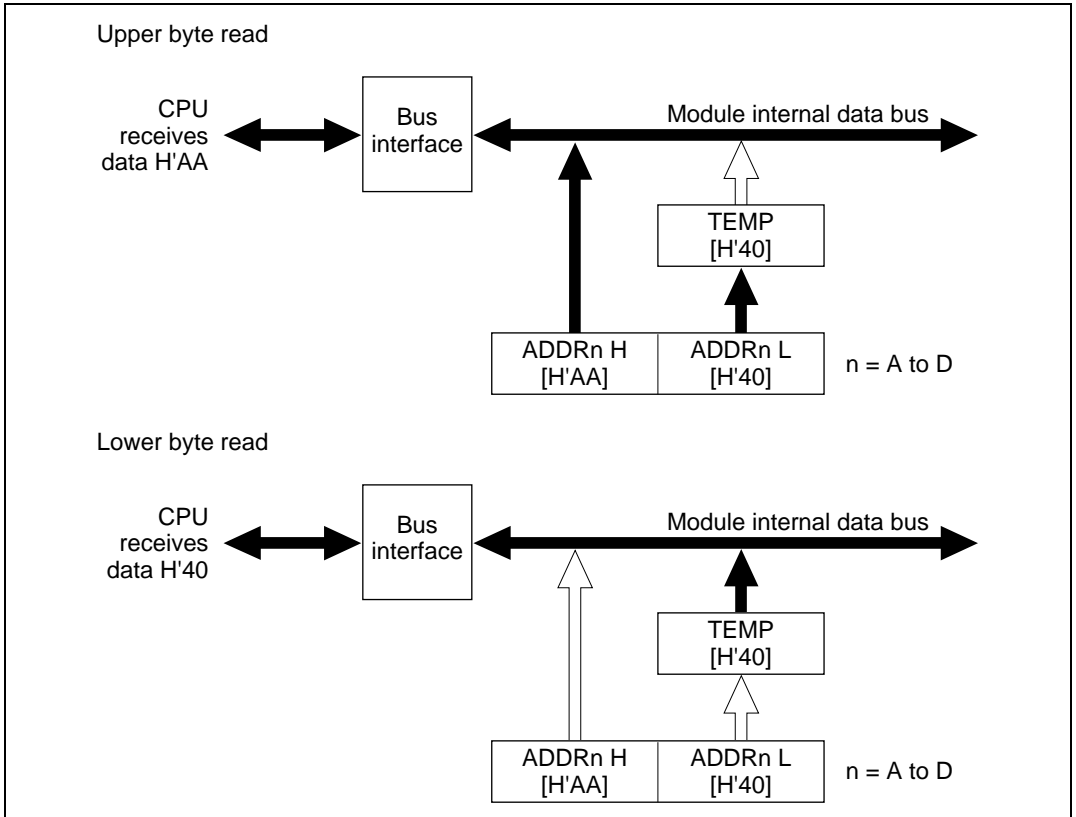 Upper byte read
CPU
receives
data H'AA
Bus
interface
Module internal data bus
TEMP
[H'40]
ADDRn H
[H'AA]
ADDRn L
[H'40]
n = A to D
Lower byte read
CPU
receives
data H'40
Bus
interface
Module internal data bus
TEMP
[H'40]
ADDRn H
[H'AA]
ADDRn L
[H'40]
n = A to D